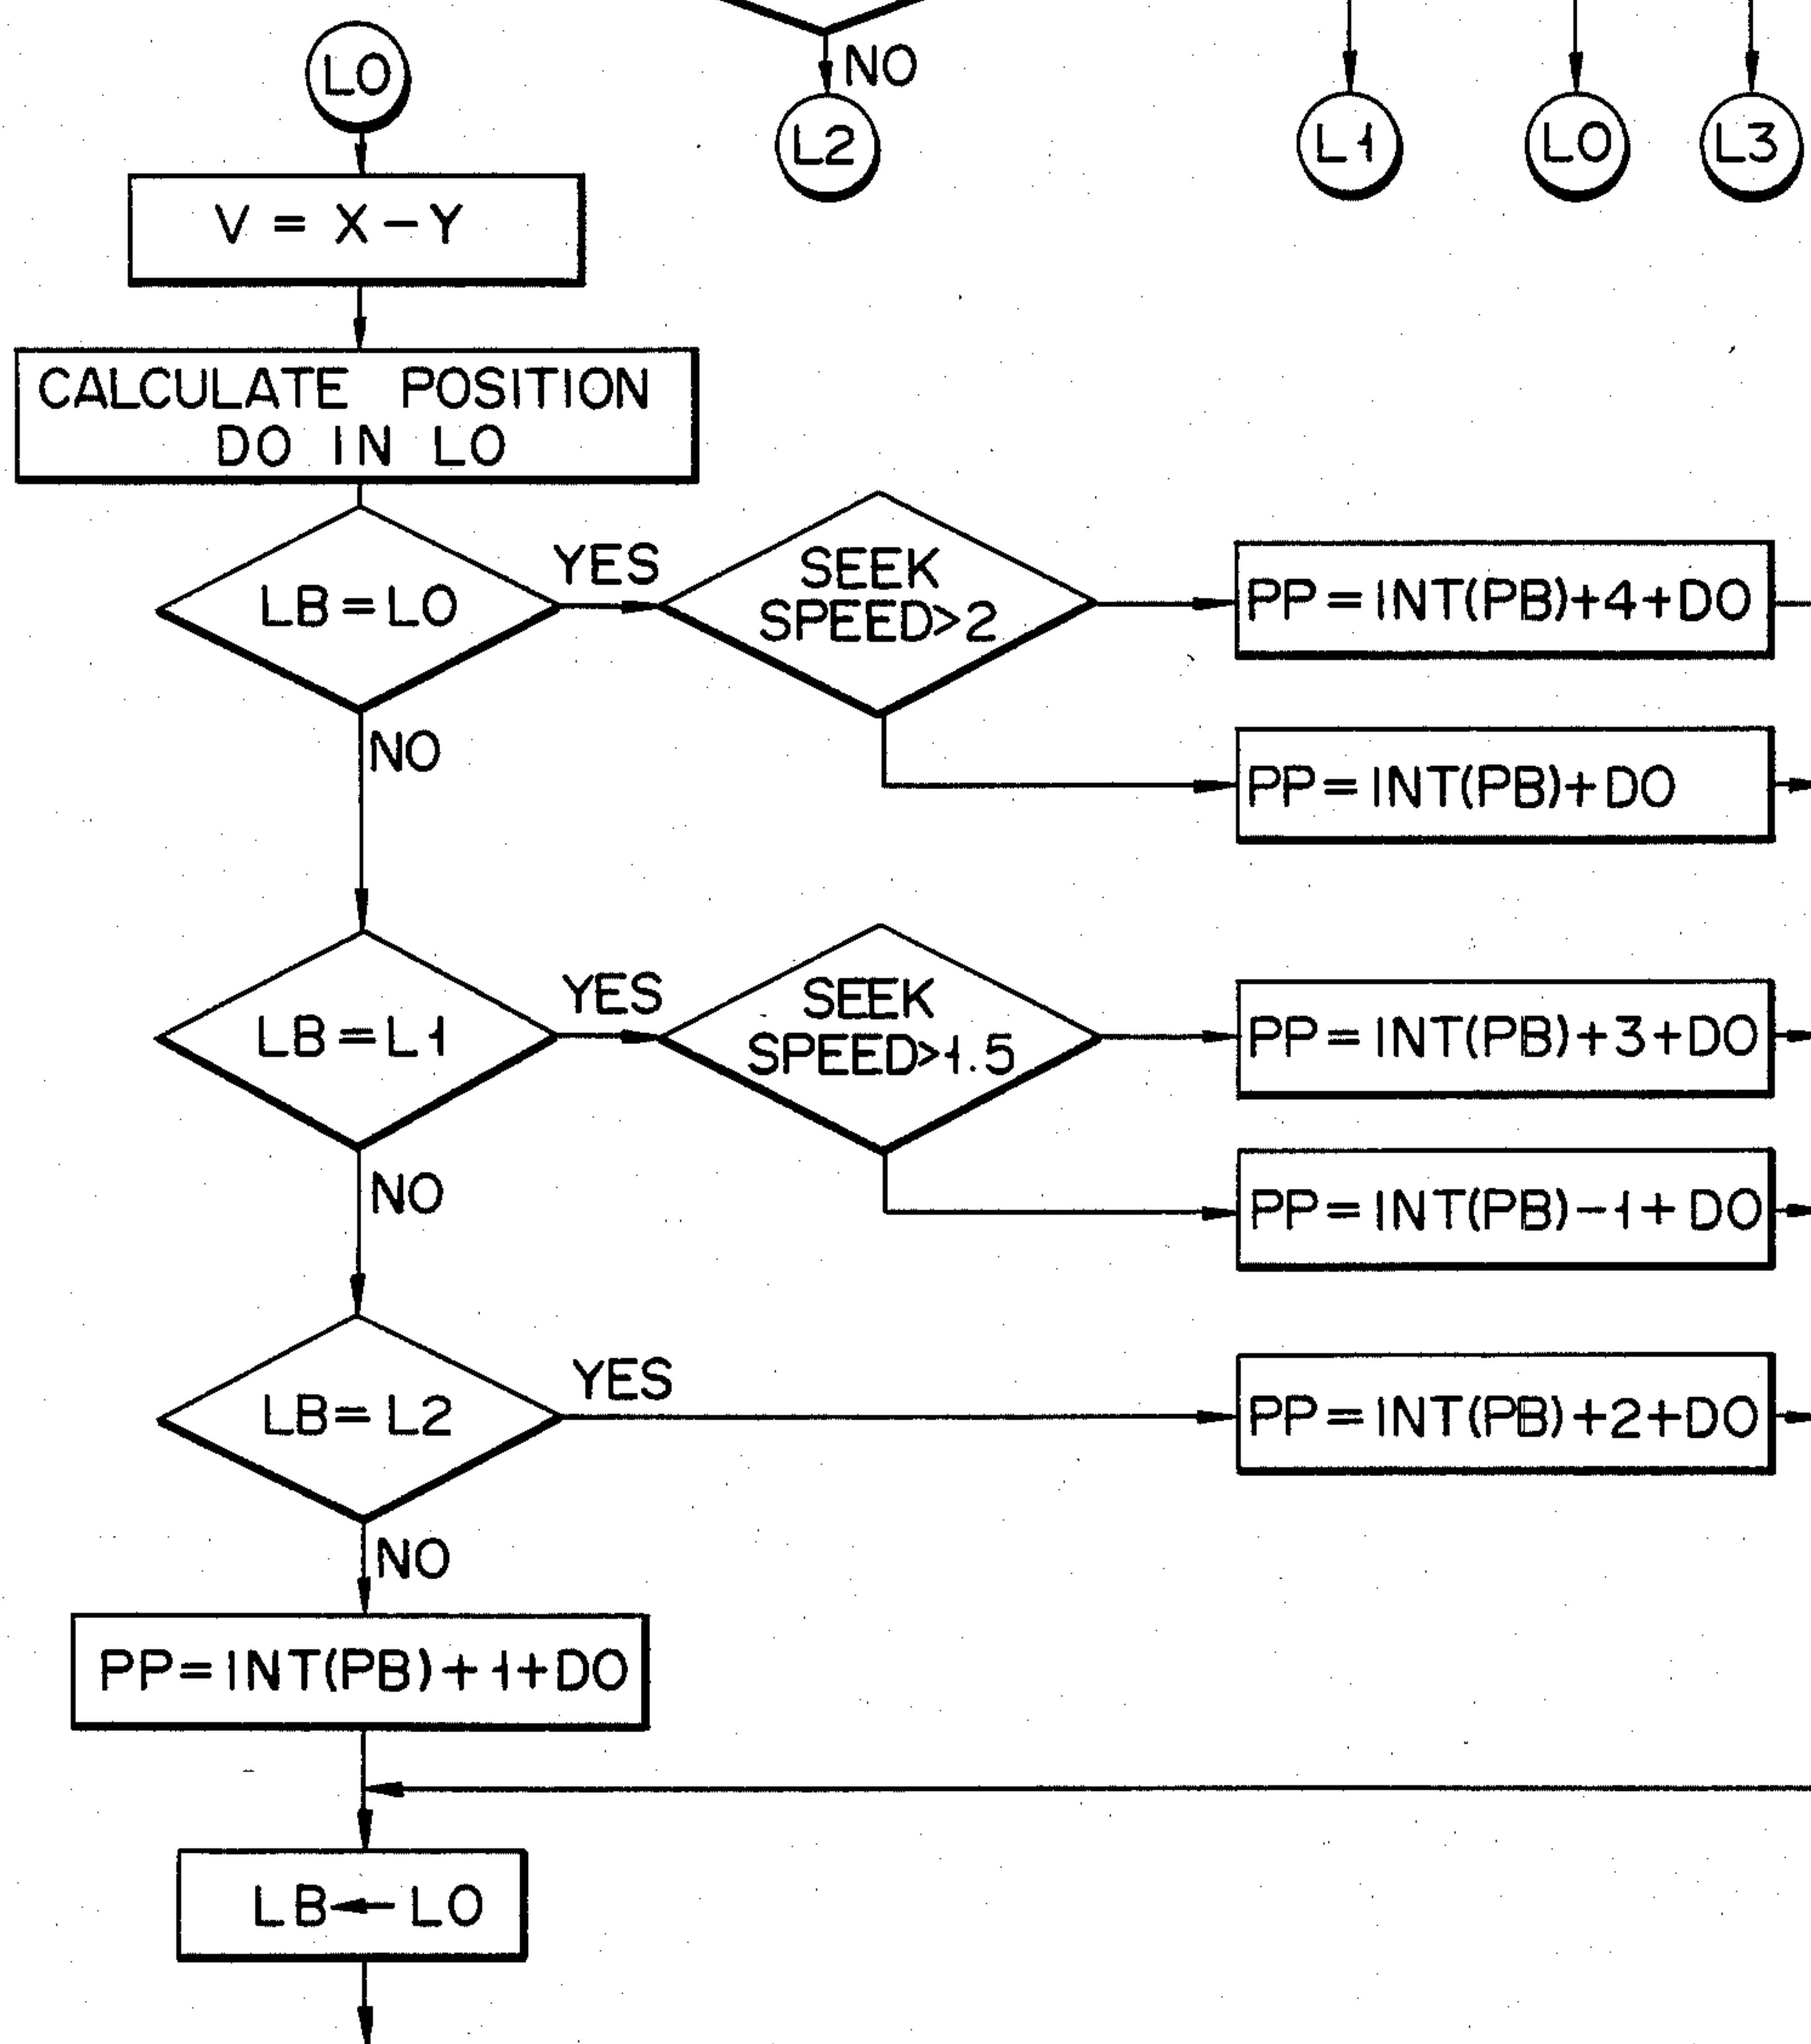 LO
NO
L2
L1
LO
L3
V = X - Y
CALCULATE POSITION
DO IN LO
LB = LO
YES
SEEK
SPEED>2
PP = INT(PB)+4+DO
NO
PP = INT(PB)+DO
LB = L1
YES
SEEK
SPEED>1.5
PP = INT(PB)+3+DO
NO
PP = INT(PB)-1+DO
LB = L2
YES
PP = INT(PB)+2+DO
NO
PP = INT(PB)+1+DO
LB ← LO